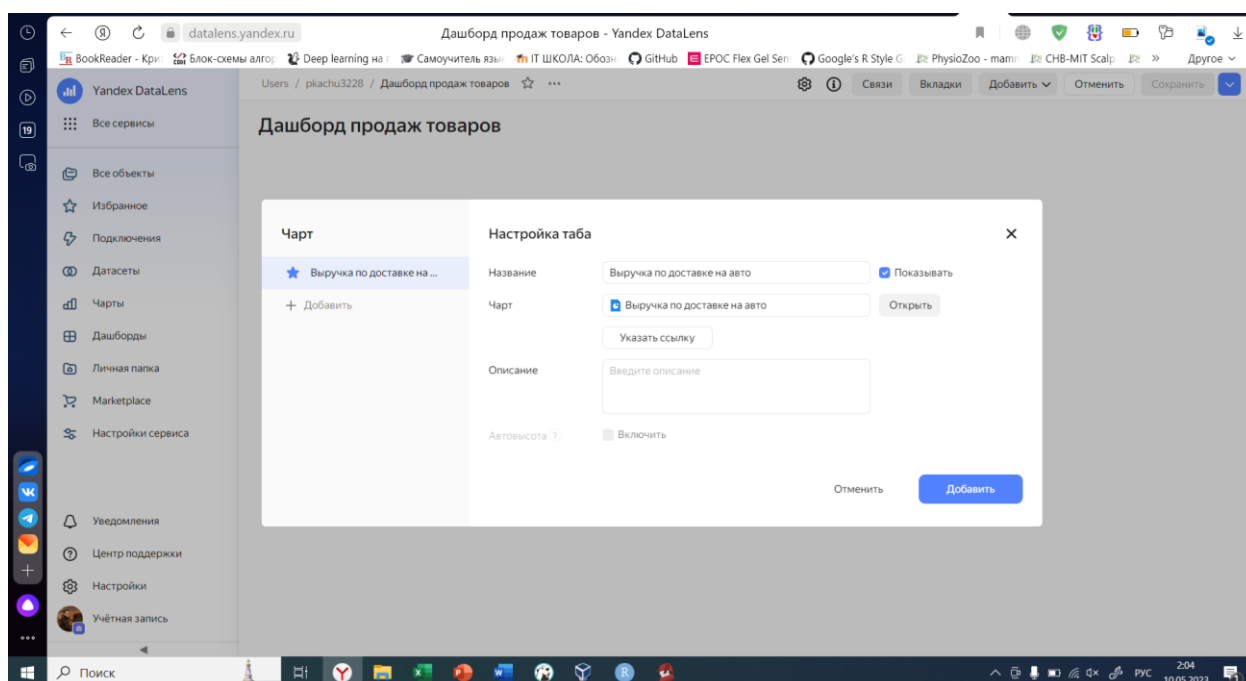 datalens.yandex.ru
Дашборд продаж товаров - Yandex DataLens
BookReader - Кри
Блок-схемы алгор
Deep learning на
Самоучитель язы
IT ШКОЛА: Обозн
GitHub
EPOC Flex Gel Sen
Google's R Style G
PhysioZoo - mamm
CHB-MIT Scalp
»
Другое
Yandex DataLens
Users / pkachu3228 / Дашборд продаж товаров
Связи
Вкладки
Добавить
Отменить
Сохранить
Все сервисы
Дашборд продаж товаров
19
Все объекты
Избранное
Подключения
Датасеты
Чарты
Дашборды
Личная папка
Marketplace
Настройки сервиса
Уведомления
Центр поддержки
Настройки
Учётная запись
Чарт
Выручка по доставке на ...
Добавить
Настройка таба
Название
Выручка по доставке на авто
Показывать
Чарт
Выручка по доставке на авто
Открыть
Указать ссылку
Описание
Введите описание
Автовысота ?
Включить
Отменить
Добавить
Поиск
РУС
2:04
10.05.2023